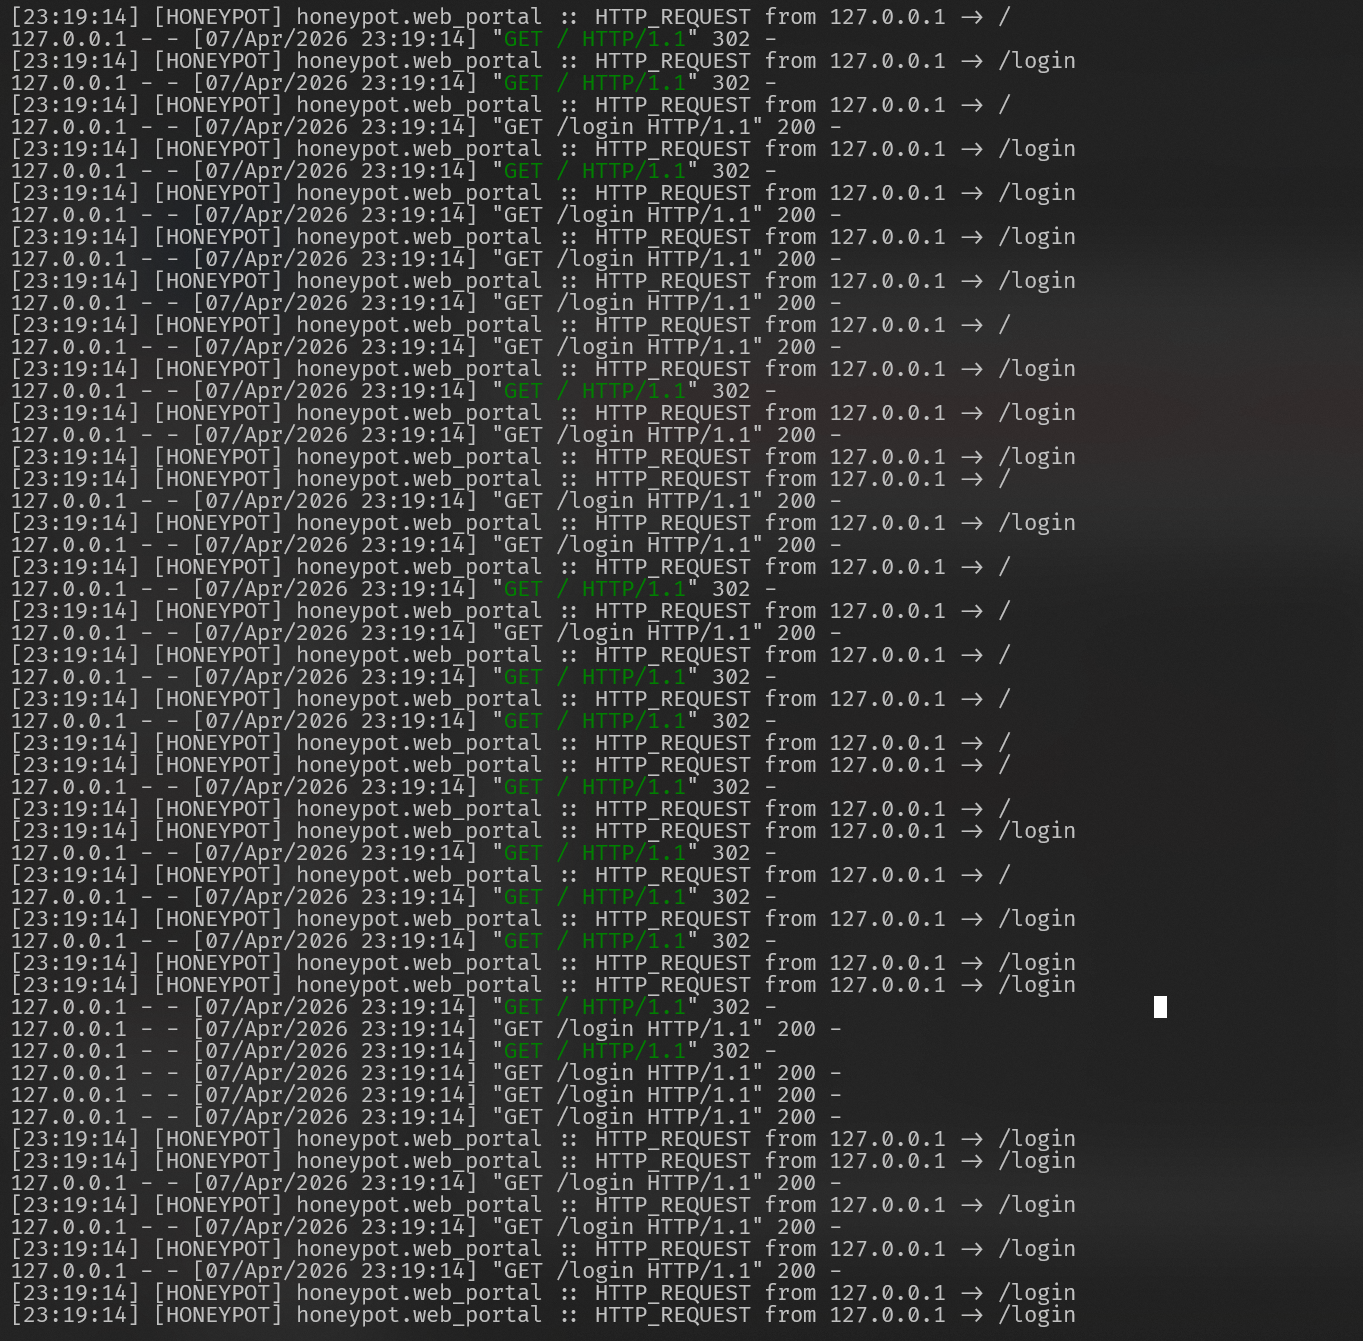 [23:19:14] [HONEYPOT] honeypot.web_portal :: HTTP_REQUEST from 127.0.0.1 → /
127.0.0.1 - - [07/Apr/2026 23:19:14] "GET / HTTP/1.1" 302 -
[23:19:14] [HONEYPOT] honeypot.web_portal :: HTTP_REQUEST from 127.0.0.1 → /login
127.0.0.1 - - [07/Apr/2026 23:19:14] "GET / HTTP/1.1" 302 -
[23:19:14] [HONEYPOT] honeypot.web_portal :: HTTP_REQUEST from 127.0.0.1 → /
127.0.0.1 - - [07/Apr/2026 23:19:14] "GET /login HTTP/1.1" 200 -
[23:19:14] [HONEYPOT] honeypot.web_portal :: HTTP_REQUEST from 127.0.0.1 → /login
127.0.0.1 - - [07/Apr/2026 23:19:14] "GET / HTTP/1.1" 302 -
[23:19:14] [HONEYPOT] honeypot.web_portal :: HTTP_REQUEST from 127.0.0.1 → /login
127.0.0.1 - - [07/Apr/2026 23:19:14] "GET /login HTTP/1.1" 200 -
[23:19:14] [HONEYPOT] honeypot.web_portal :: HTTP_REQUEST from 127.0.0.1 → /login
127.0.0.1 - - [07/Apr/2026 23:19:14] "GET /login HTTP/1.1" 200 -
[23:19:14] [HONEYPOT] honeypot.web_portal :: HTTP_REQUEST from 127.0.0.1 → /login
127.0.0.1 - - [07/Apr/2026 23:19:14] "GET /login HTTP/1.1" 200 -
[23:19:14] [HONEYPOT] honeypot.web_portal :: HTTP_REQUEST from 127.0.0.1 → /
127.0.0.1 - - [07/Apr/2026 23:19:14] "GET /login HTTP/1.1" 200 -
[23:19:14] [HONEYPOT] honeypot.web_portal :: HTTP_REQUEST from 127.0.0.1 → /login
127.0.0.1 - - [07/Apr/2026 23:19:14] "GET / HTTP/1.1" 302 -
[23:19:14] [HONEYPOT] honeypot.web_portal :: HTTP_REQUEST from 127.0.0.1 → /login
127.0.0.1 - - [07/Apr/2026 23:19:14] "GET /login HTTP/1.1" 200 -
[23:19:14] [HONEYPOT] honeypot.web_portal :: HTTP_REQUEST from 127.0.0.1 → /login
[23:19:14] [HONEYPOT] honeypot.web_portal :: HTTP_REQUEST from 127.0.0.1 → /
127.0.0.1 - - [07/Apr/2026 23:19:14] "GET /login HTTP/1.1" 200 -
[23:19:14] [HONEYPOT] honeypot.web_portal :: HTTP_REQUEST from 127.0.0.1 → /login
127.0.0.1 - - [07/Apr/2026 23:19:14] "GET /login HTTP/1.1" 200 -
[23:19:14] [HONEYPOT] honeypot.web_portal :: HTTP_REQUEST from 127.0.0.1 → /
127.0.0.1 - - [07/Apr/2026 23:19:14] "GET / HTTP/1.1" 302 -
[23:19:14] [HONEYPOT] honeypot.web_portal :: HTTP_REQUEST from 127.0.0.1 → /
127.0.0.1 - - [07/Apr/2026 23:19:14] "GET /login HTTP/1.1" 200 -
[23:19:14] [HONEYPOT] honeypot.web_portal :: HTTP_REQUEST from 127.0.0.1 → /
127.0.0.1 - - [07/Apr/2026 23:19:14] "GET / HTTP/1.1" 302 -
[23:19:14] [HONEYPOT] honeypot.web_portal :: HTTP_REQUEST from 127.0.0.1 → /
127.0.0.1 - - [07/Apr/2026 23:19:14] "GET / HTTP/1.1" 302 -
[23:19:14] [HONEYPOT] honeypot.web_portal :: HTTP_REQUEST from 127.0.0.1 → /
[23:19:14] [HONEYPOT] honeypot.web_portal :: HTTP_REQUEST from 127.0.0.1 → /
127.0.0.1 - - [07/Apr/2026 23:19:14] "GET / HTTP/1.1" 302 -
[23:19:14] [HONEYPOT] honeypot.web_portal :: HTTP_REQUEST from 127.0.0.1 → /
[23:19:14] [HONEYPOT] honeypot.web_portal :: HTTP_REQUEST from 127.0.0.1 → /login
127.0.0.1 - - [07/Apr/2026 23:19:14] "GET / HTTP/1.1" 302 -
[23:19:14] [HONEYPOT] honeypot.web_portal :: HTTP_REQUEST from 127.0.0.1 → /
127.0.0.1 - - [07/Apr/2026 23:19:14] "GET / HTTP/1.1" 302 -
[23:19:14] [HONEYPOT] honeypot.web_portal :: HTTP_REQUEST from 127.0.0.1 → /login
127.0.0.1 - - [07/Apr/2026 23:19:14] "GET / HTTP/1.1" 302 -
[23:19:14] [HONEYPOT] honeypot.web_portal :: HTTP_REQUEST from 127.0.0.1 → /login
[23:19:14] [HONEYPOT] honeypot.web_portal :: HTTP_REQUEST from 127.0.0.1 → /login
127.0.0.1 - - [07/Apr/2026 23:19:14] "GET / HTTP/1.1" 302 -
127.0.0.1 - - [07/Apr/2026 23:19:14] "GET /login HTTP/1.1" 200 -
127.0.0.1 - - [07/Apr/2026 23:19:14] "GET / HTTP/1.1" 302 -
127.0.0.1 - - [07/Apr/2026 23:19:14] "GET /login HTTP/1.1" 200 -
127.0.0.1 - - [07/Apr/2026 23:19:14] "GET /login HTTP/1.1" 200 -
127.0.0.1 - - [07/Apr/2026 23:19:14] "GET /login HTTP/1.1" 200 -
[23:19:14] [HONEYPOT] honeypot.web_portal :: HTTP_REQUEST from 127.0.0.1 → /login
[23:19:14] [HONEYPOT] honeypot.web_portal :: HTTP_REQUEST from 127.0.0.1 → /login
127.0.0.1 - - [07/Apr/2026 23:19:14] "GET /login HTTP/1.1" 200 -
[23:19:14] [HONEYPOT] honeypot.web_portal :: HTTP_REQUEST from 127.0.0.1 → /login
127.0.0.1 - - [07/Apr/2026 23:19:14] "GET /login HTTP/1.1" 200 -
[23:19:14] [HONEYPOT] honeypot.web_portal :: HTTP_REQUEST from 127.0.0.1 → /login
127.0.0.1 - - [07/Apr/2026 23:19:14] "GET /login HTTP/1.1" 200 -
[23:19:14] [HONEYPOT] honeypot.web_portal :: HTTP_REQUEST from 127.0.0.1 → /login
[23:19:14] [HONEYPOT] honeypot.web_portal :: HTTP_REQUEST from 127.0.0.1 → /login